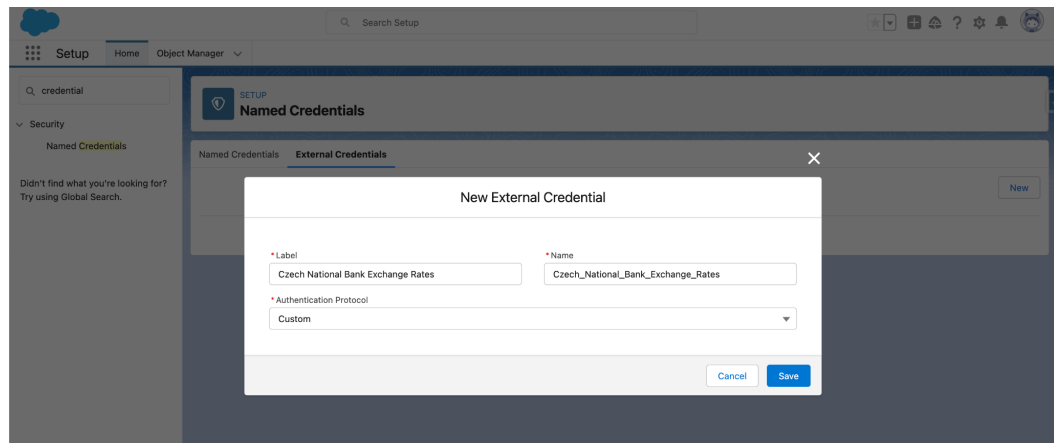 Search Setup
Setup
Home
Object Manager
credential
Security
Named Credentials
Didn't find what you're looking for?
Try using Global Search.
SETUP
Named Credentials
Named Credentials
External Credentials
New
New External Credential
*Label
*Name
Czech National Bank Exchange Rates
Czech_National_Bank_Exchange_Rates
*Authentication Protocol
Custom
Cancel
Save